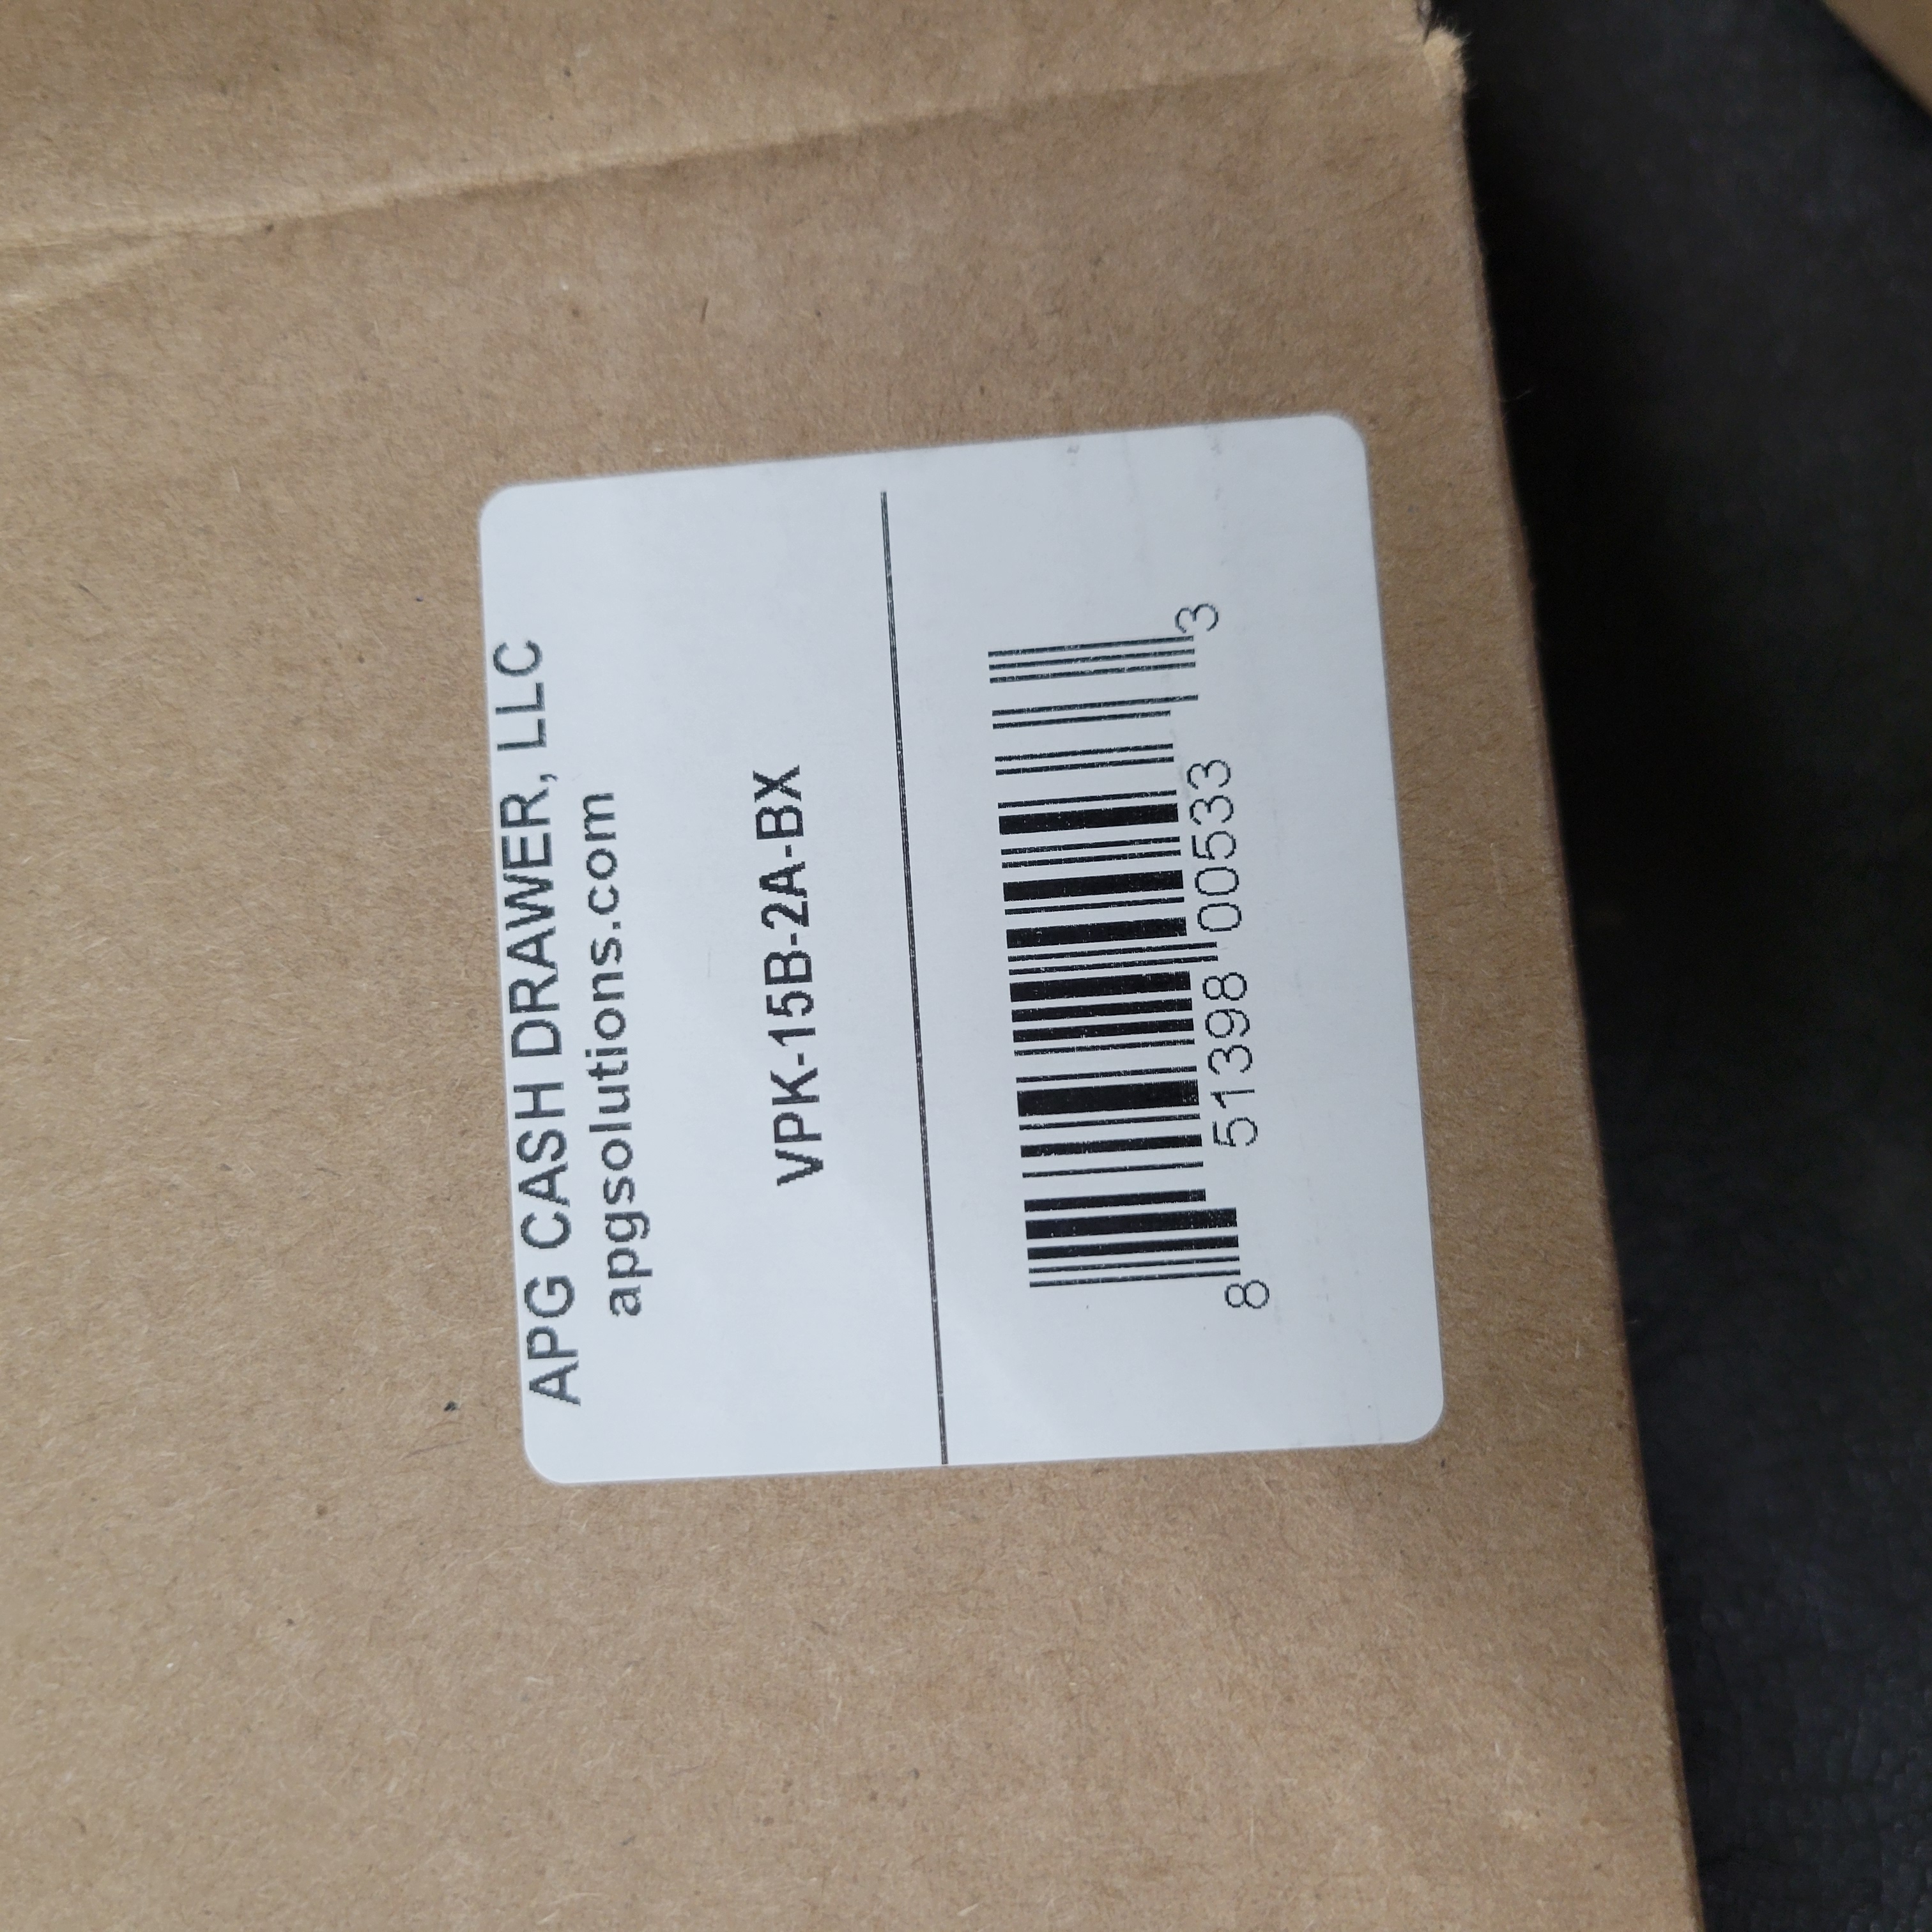 APG CASH DRAWER, LLC
apgsolutions.com
VPK-15B-2A-BX
8 51398 00533 3